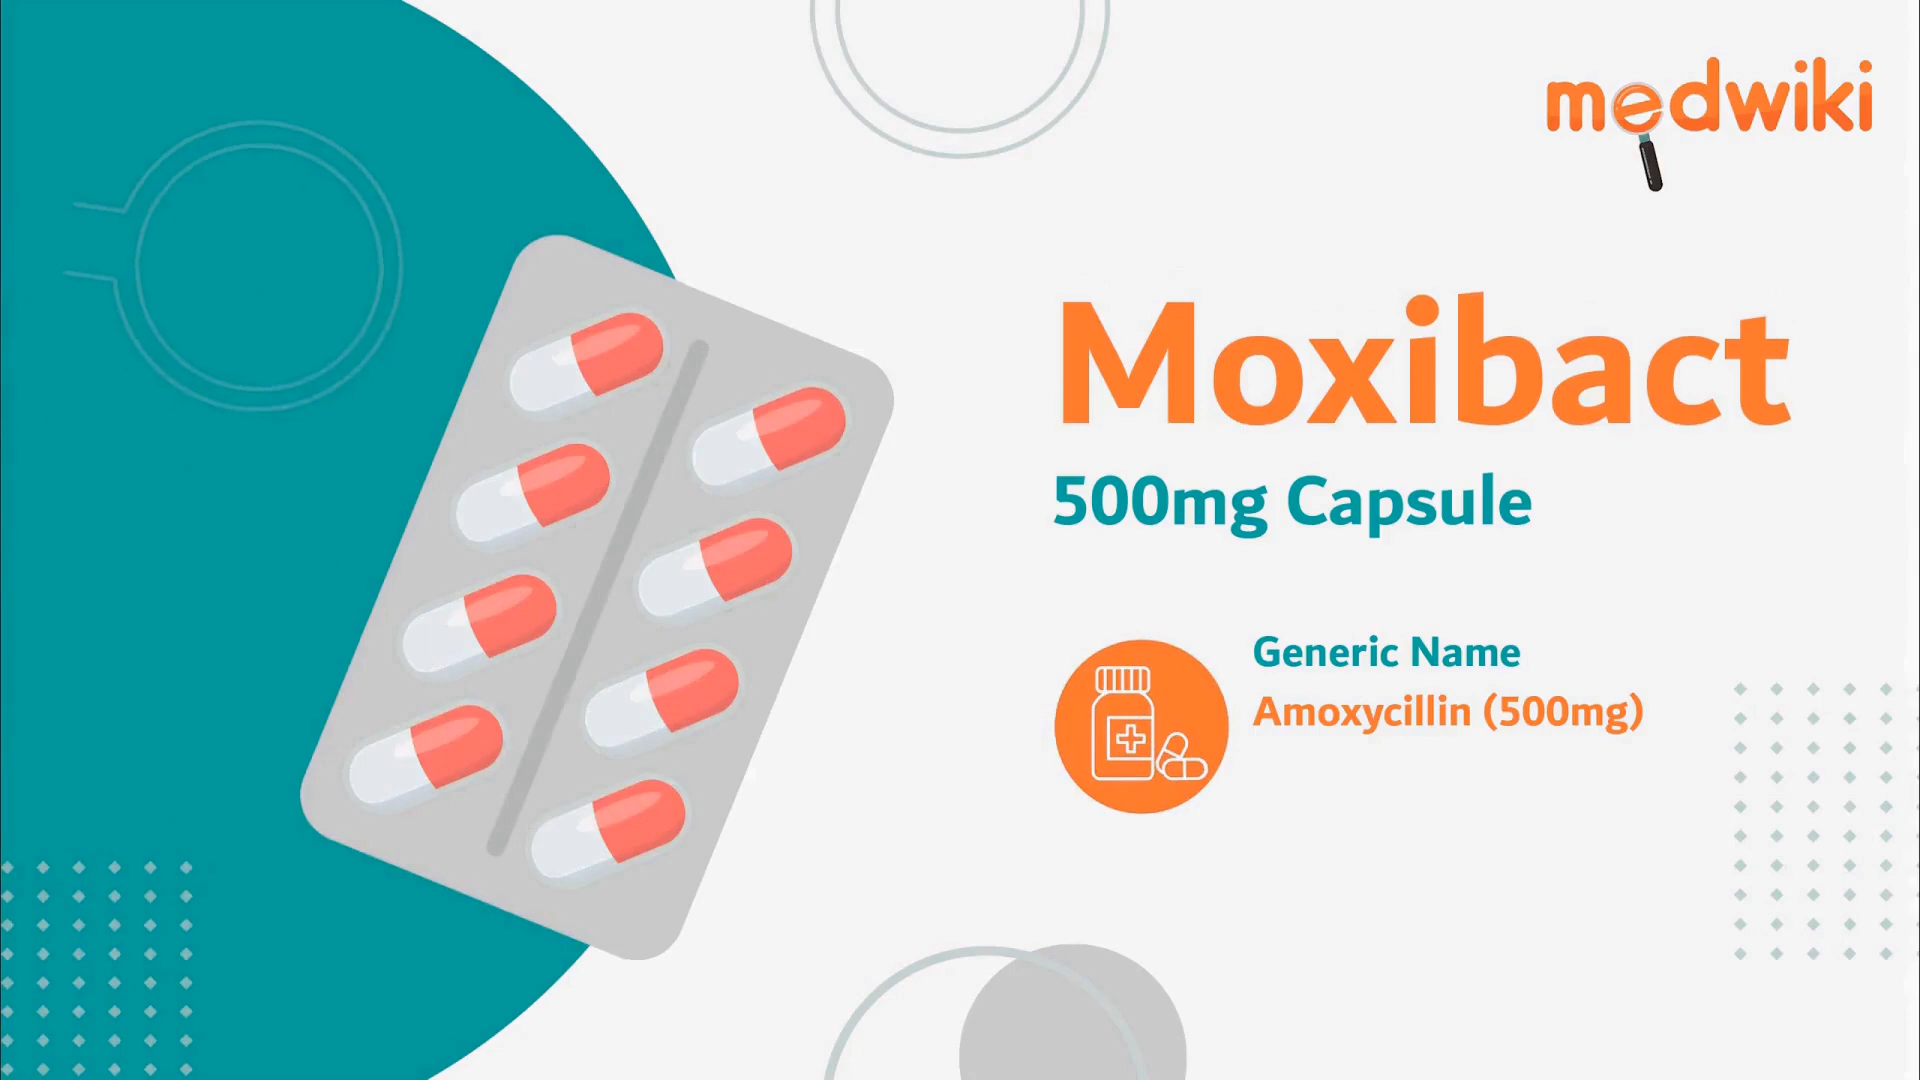 medwiki
Moxibact
500mg Capsule
Generic Name
Amoxycillin (500mg)